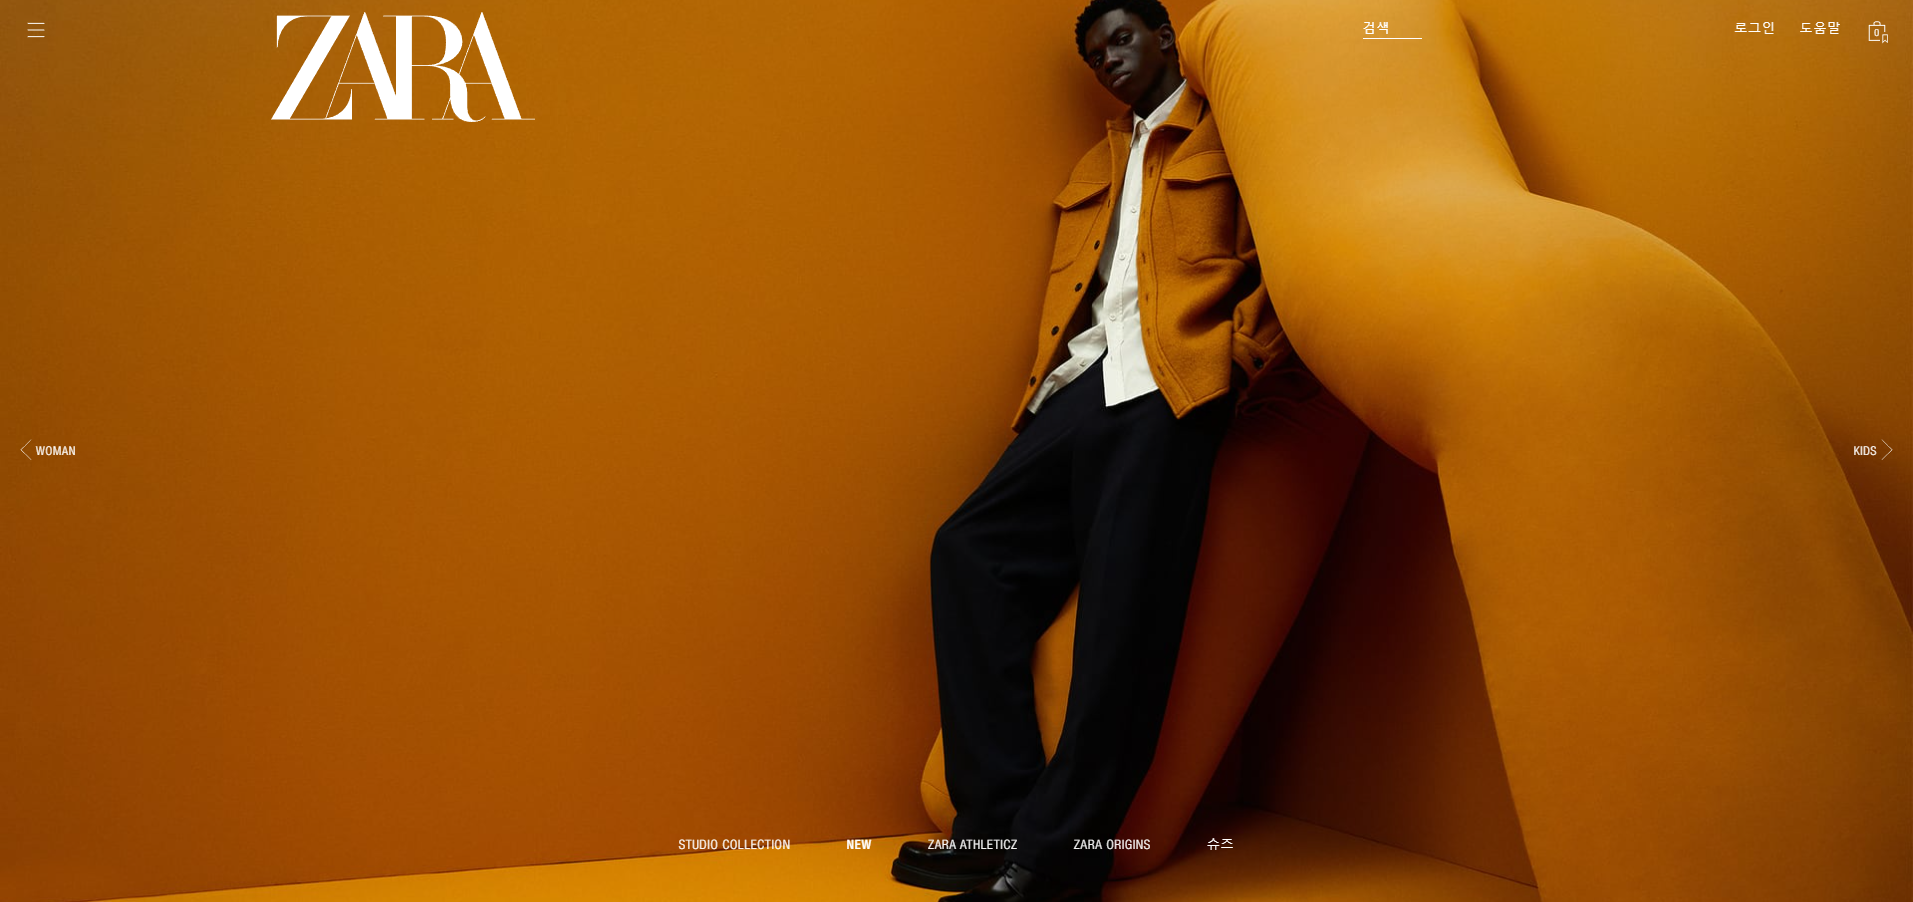 ZARA
검색
로그인
도움말
0
WOMAN
KIDS
STUDIO COLLECTION
NEW
ZARA ATHLETICZ
ZARA ORIGINS
슈즈